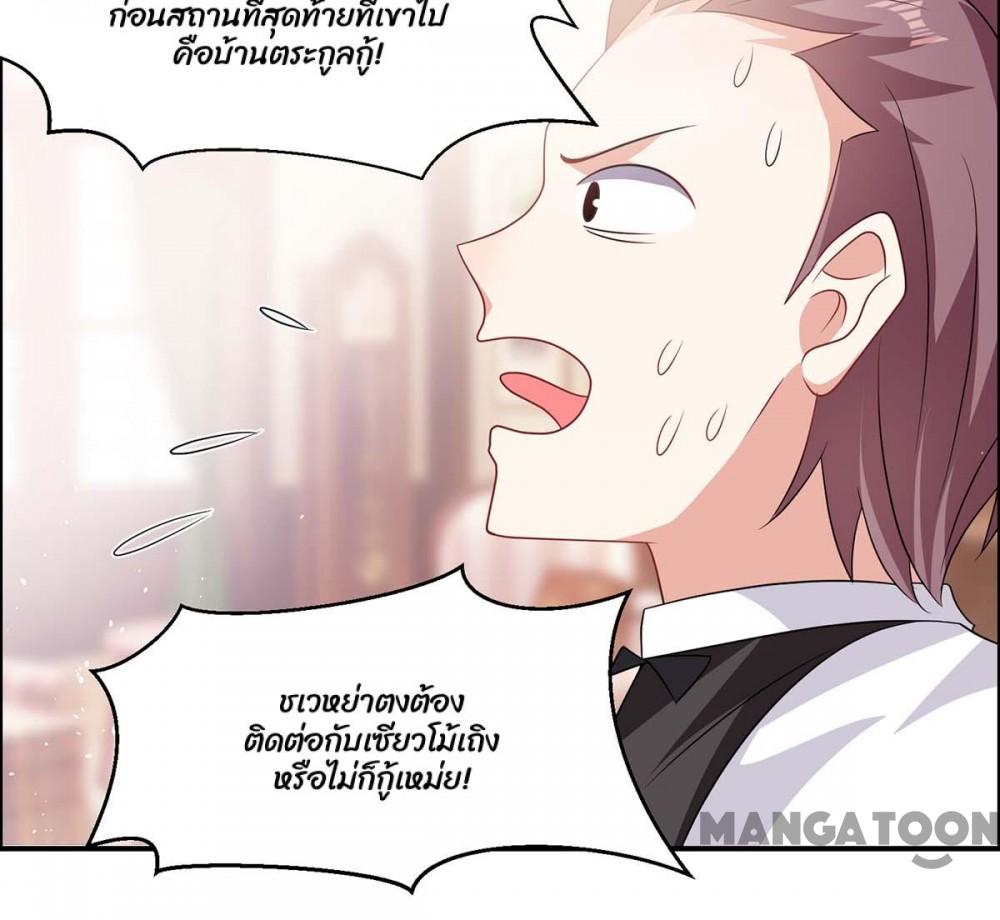 ก่อนสถานที่สุดท้ายที่เขาไป
คือบ้านตระกูลกู้!
ชเวหย่าตงต้อง
ติดต่อกับเซียวโม้เถิง
หรือไม่ก็กู้เหม่ย!
MANGATOON